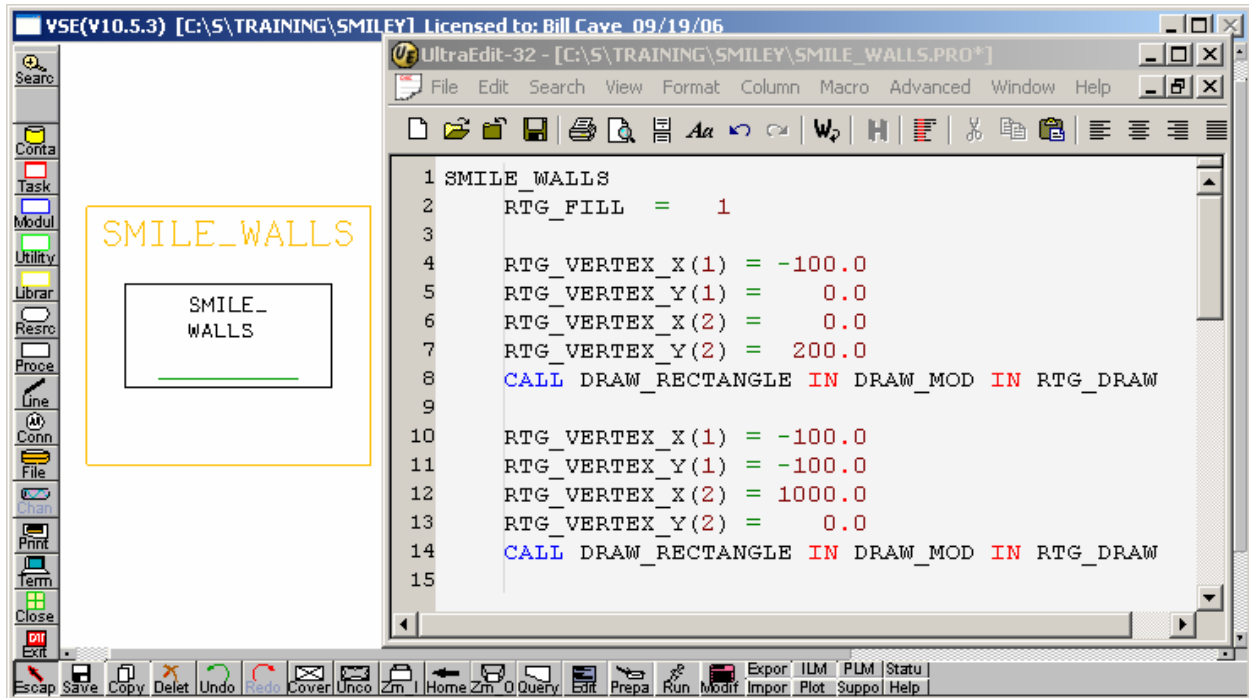 VSE(V10.5.3) [C:\S\TRAINING\SMILEY] Licensed to: Bill Cave 09/19/06
UltraEdit-32 - [C:\S\TRAINING\SMILEY\SMILE_WALLS.PRO*]
File Edit Search View Format Column Macro Advanced Window Help
Searc
Conta
Task
Modul
Utility
Librar
Resrc
Proce
Line
Conn
File
Chan
Print
Term
Close
Exit
SMILE_WALLS
SMILE_
WALLS
1 SMILE_WALLS
2 RTG_FILL = 1
3
4 RTG_VERTEX_X(1) = -100.0
5 RTG_VERTEX_Y(1) = 0.0
6 RTG_VERTEX_X(2) = 0.0
7 RTG_VERTEX_Y(2) = 200.0
8 CALL DRAW_RECTANGLE IN DRAW_MOD IN RTG_DRAW
9
10 RTG_VERTEX_X(1) = -100.0
11 RTG_VERTEX_Y(1) = -100.0
12 RTG_VERTEX_X(2) = 1000.0
13 RTG_VERTEX_Y(2) = 0.0
14 CALL DRAW_RECTANGLE IN DRAW_MOD IN RTG_DRAW
15
Escap Save Copy Delet Undo Redo Cover Unco Zm_I Home Zm_O Query Edit Prepa Run Modif Expor ILM PLM Statu
Impor Plot Suppo Help